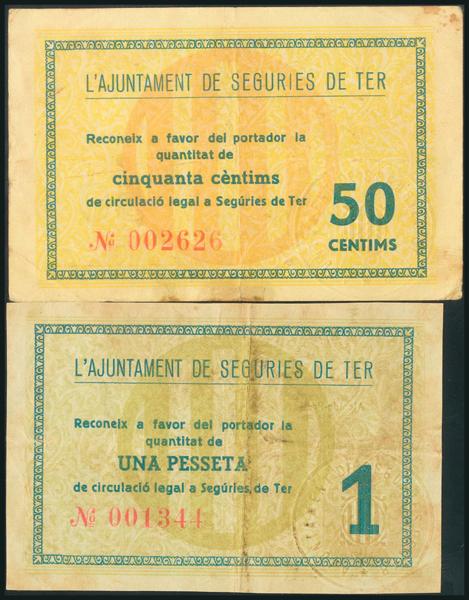 L'AJUNTAMENT DE SEGURIES DE TER
Reconeix a favor del portador la
quantitat de
cinquanta cèntims
de circulació legal a Segúries de Ter
Nº 002626
50
CENTIMS
L'AJUNTAMENT DE SEGURIES DE TER
Reconeix a favor del portador la
quantitat de
UNA PESSETA
de circulació legal a Segúries, de Ter
Nº 001344
1